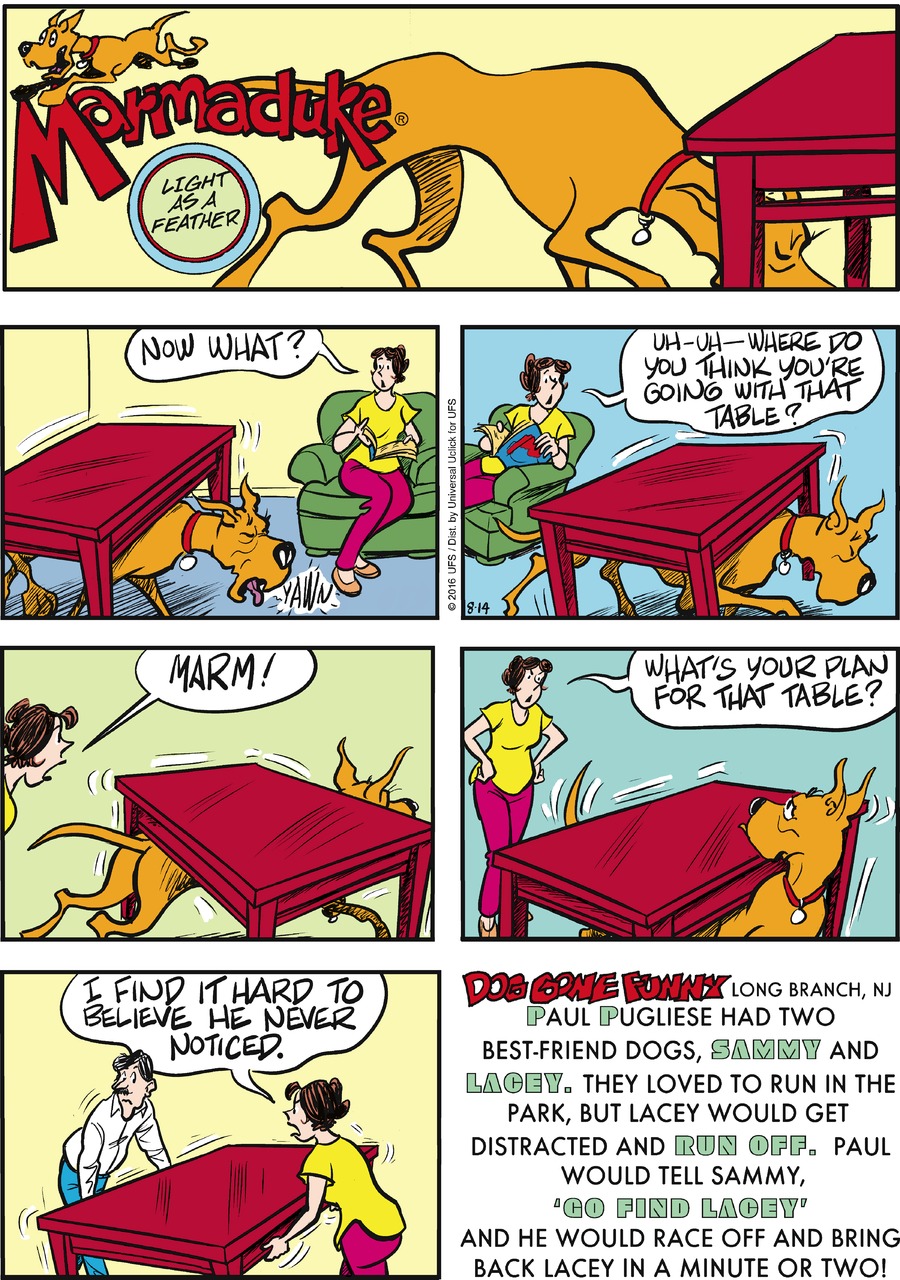 Marmaduke®
LIGHT
AS A
FEATHER
NOW WHAT?
YAWN
© 2016 UFS / Dist. by Universal Uclick for UFS
UH-UH—WHERE DO
YOU THINK YOU'RE
GOING WITH THAT
TABLE?
8·14
MARM!
WHAT'S YOUR PLAN
FOR THAT TABLE?
I FIND IT HARD TO
BELIEVE HE NEVER
NOTICED.
DOG GONE FUNNY LONG BRANCH, NJ
PAUL PUGLIESE HAD TWO
BEST-FRIEND DOGS, SAMMY AND
LACEY. THEY LOVED TO RUN IN THE
PARK, BUT LACEY WOULD GET
DISTRACTED AND RUN OFF. PAUL
WOULD TELL SAMMY,
'GO FIND LACEY'
AND HE WOULD RACE OFF AND BRING
BACK LACEY IN A MINUTE OR TWO!